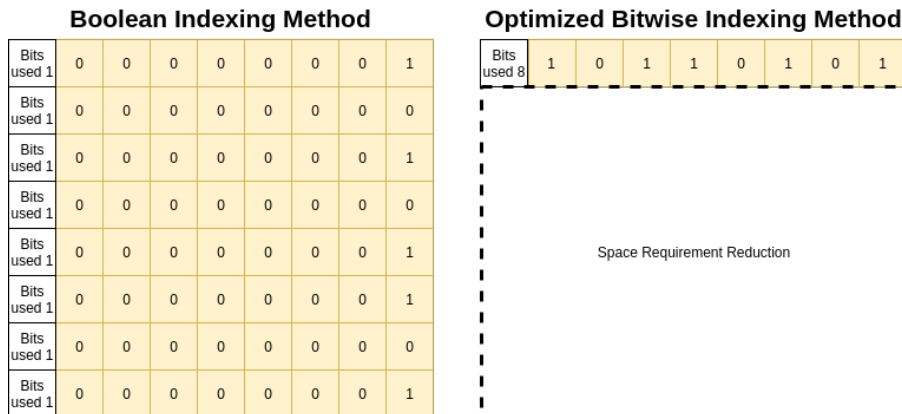 Boolean Indexing Method
Bits
used 1 0 0 0 0 0 0 0 1
Bits
used 1 0 0 0 0 0 0 0 0
Bits
used 1 0 0 0 0 0 0 0 1
Bits
used 1 0 0 0 0 0 0 0 0
Bits
used 1 0 0 0 0 0 0 0 1
Bits
used 1 0 0 0 0 0 0 0 1
Bits
used 1 0 0 0 0 0 0 0 0
Bits
used 1 0 0 0 0 0 0 0 1
Optimized Bitwise Indexing Method
Bits
used 8 1 0 1 1 0 1 0 1
Space Requirement Reduction